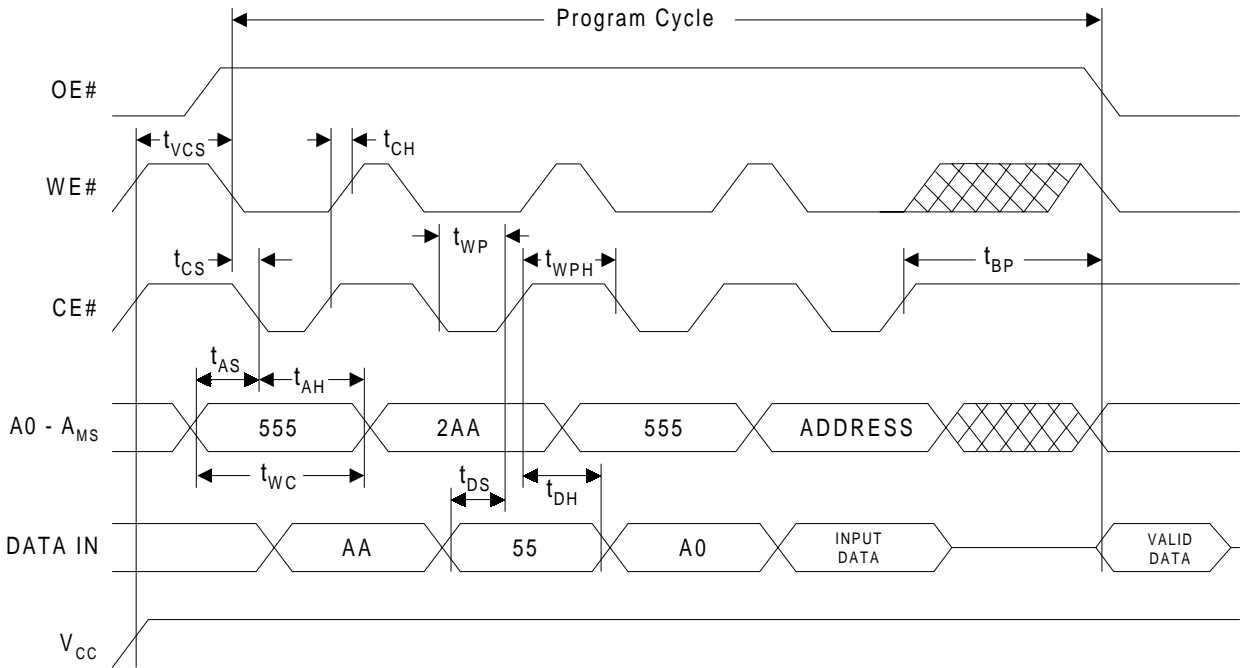 Program Cycle
OE#
tVCS
tCH
WE#
tWP
tCS
tWPH
tBP
CE#
tAS
tAH
A0 - AMS
555
2AA
555
ADDRESS
tWC
tDS
tDH
DATA IN
AA
55
A0
INPUT
DATA
VALID
DATA
VCC